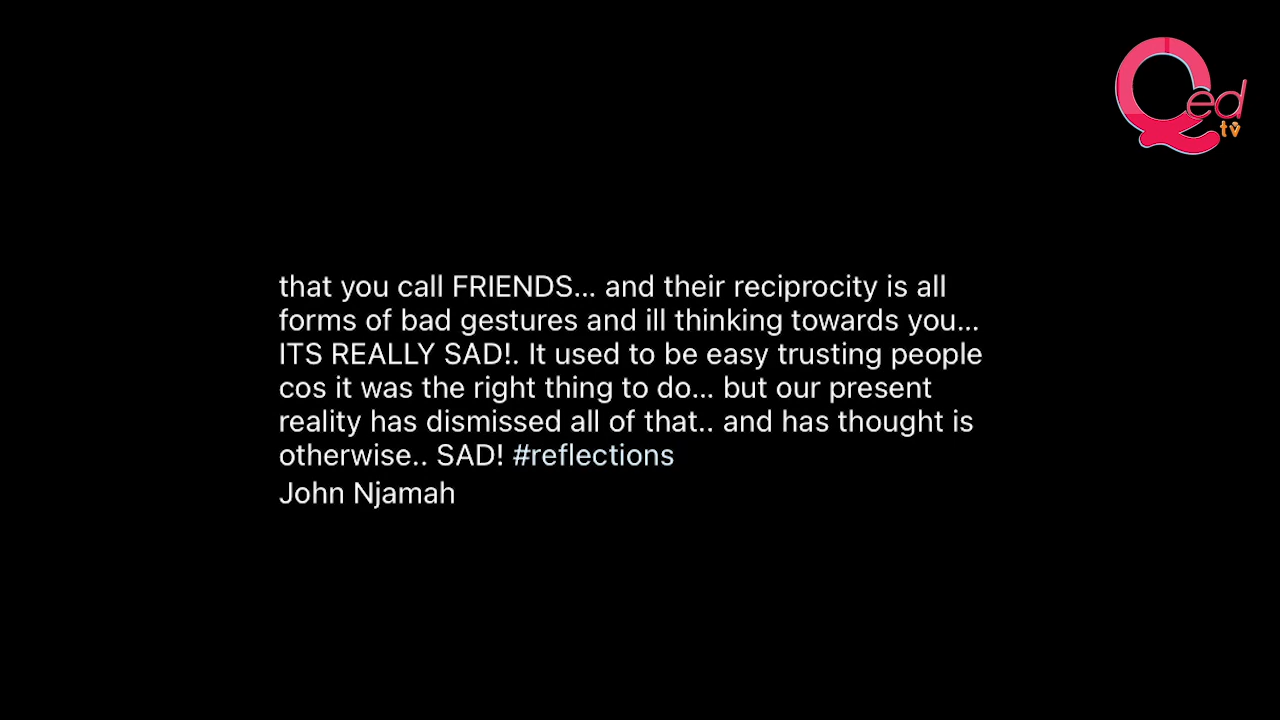 Qed
tv
that you call FRIENDS... and their reciprocity is all
forms of bad gestures and ill thinking towards you...
ITS REALLY SAD!. It used to be easy trusting people
cos it was the right thing to do... but our present
reality has dismissed all of that.. and has thought is
otherwise.. SAD! #reflections
John Njamah